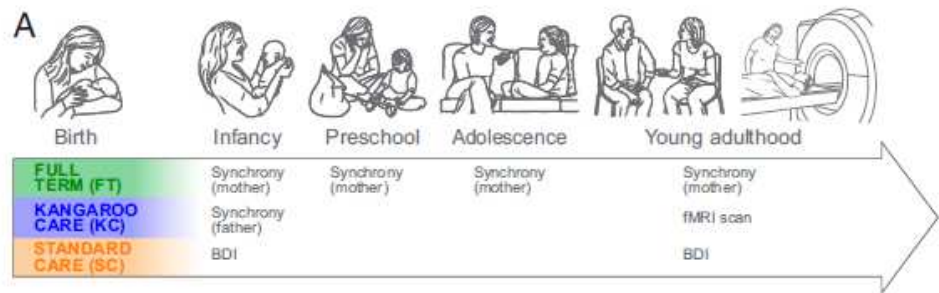 A
Birth
Infancy
Preschool
Adolescence
Young adulthood
FULL
TERM (FT)
Synchrony
(mother)
Synchrony
(mother)
Synchrony
(mother)
Synchrony
(mother)
KANGAROO
CARE (KC)
Synchrony
(father)
fMRI scan
STANDARD
CARE (SC)
BDI
BDI